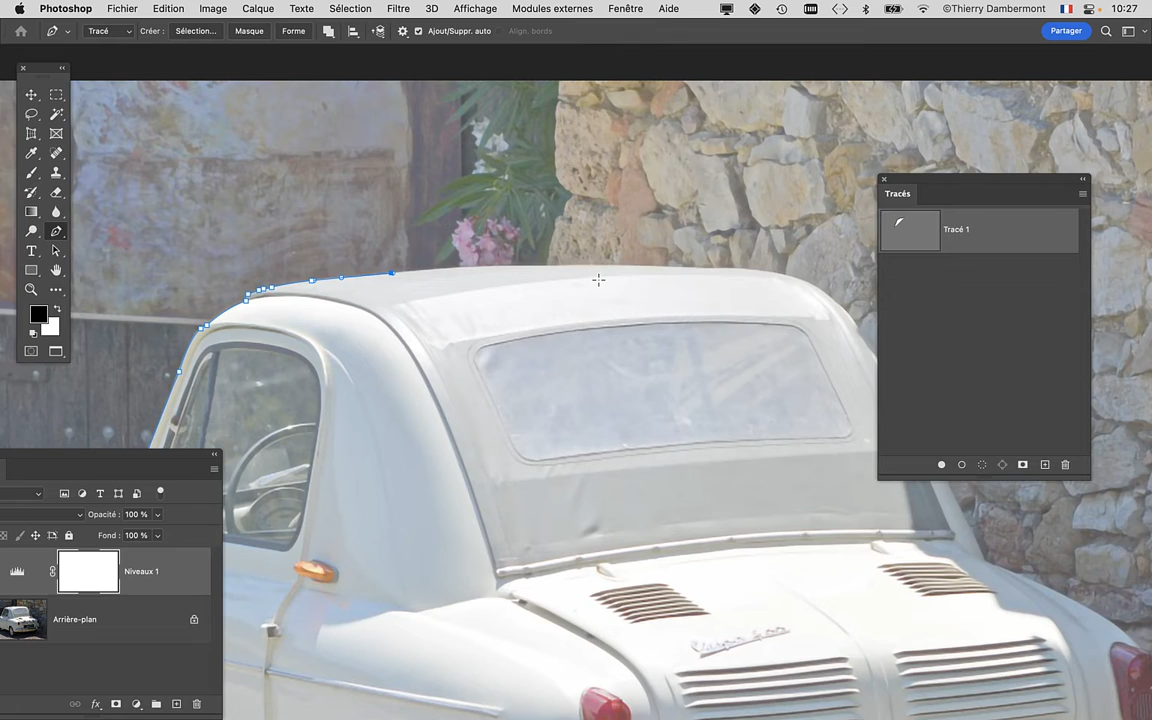 Photoshop Fichier Edition Image Calque Texte Sélection Filtre 3D Affichage Modules externes Fenêtre Aide ©Thierry Dambermont 10:27
Tracé Créer : Sélection... Masque Forme Ajout/Suppr. auto Align. bords Partager
Tracés
Tracé 1
Opacité : 100 %
Fond : 100 %
Niveaux 1
Arrière-plan
fx